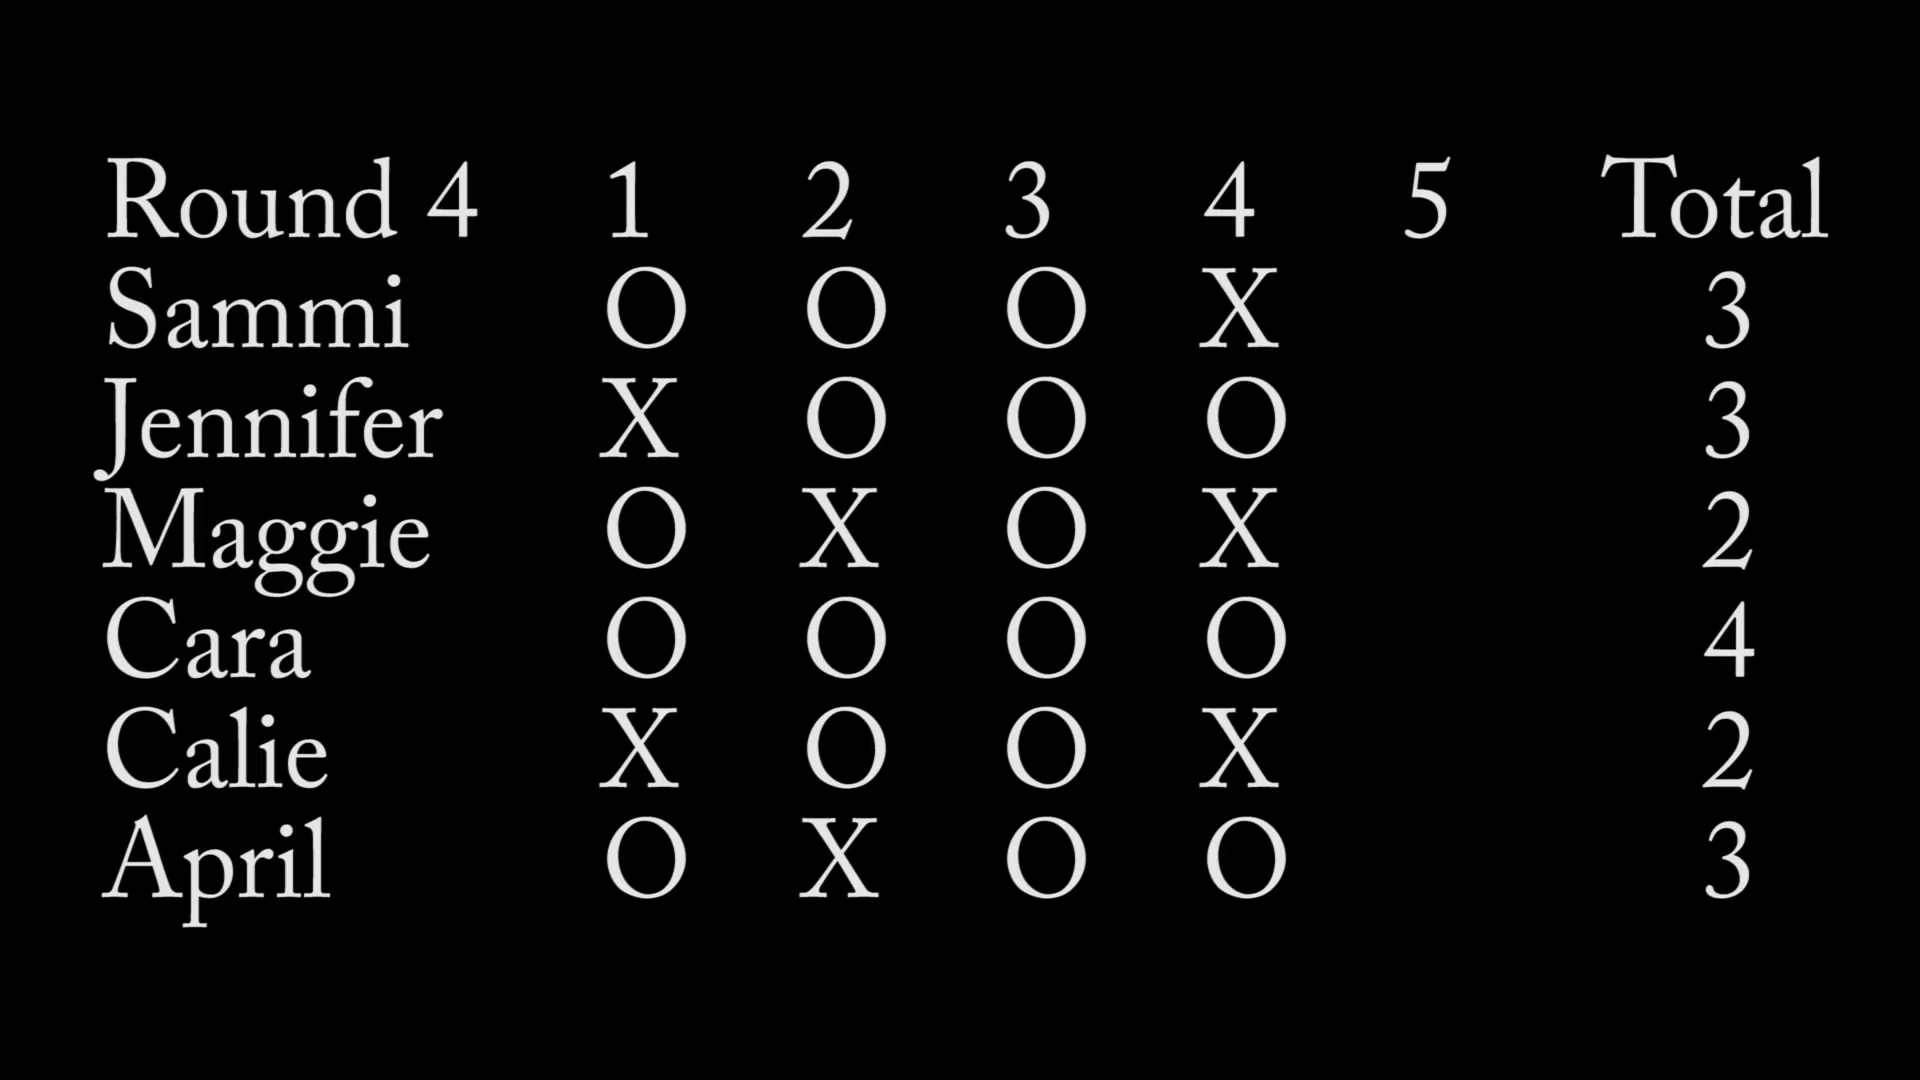 Round 4 1 2 3 4 5 Total
Sammi O O O X 3
Jennifer X O O O 3
Maggie O X O X 2
Cara O O O O 4
Calie X O O X 2
April O X O O 3